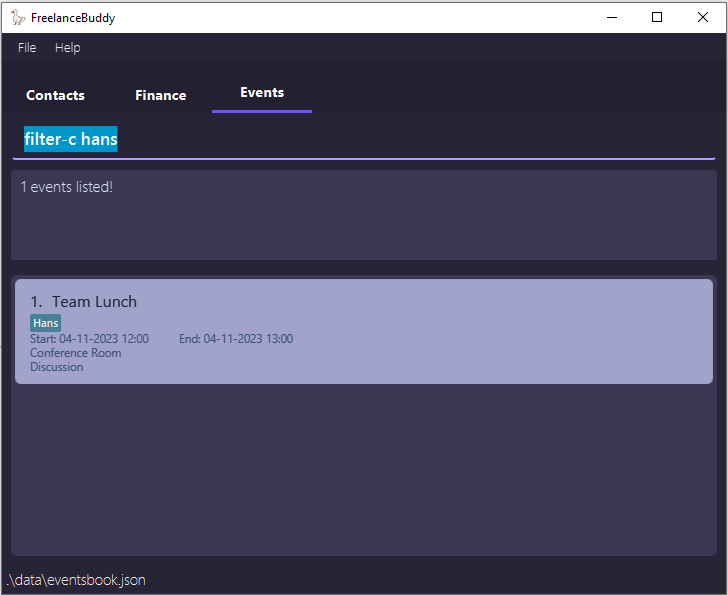 FreelanceBuddy
File Help
Contacts Finance Events
filter-c hans
1 events listed!
1. Team Lunch
Hans
Start: 04-11-2023 12:00 End: 04-11-2023 13:00
Conference Room
Discussion
.\data\eventsbook.json